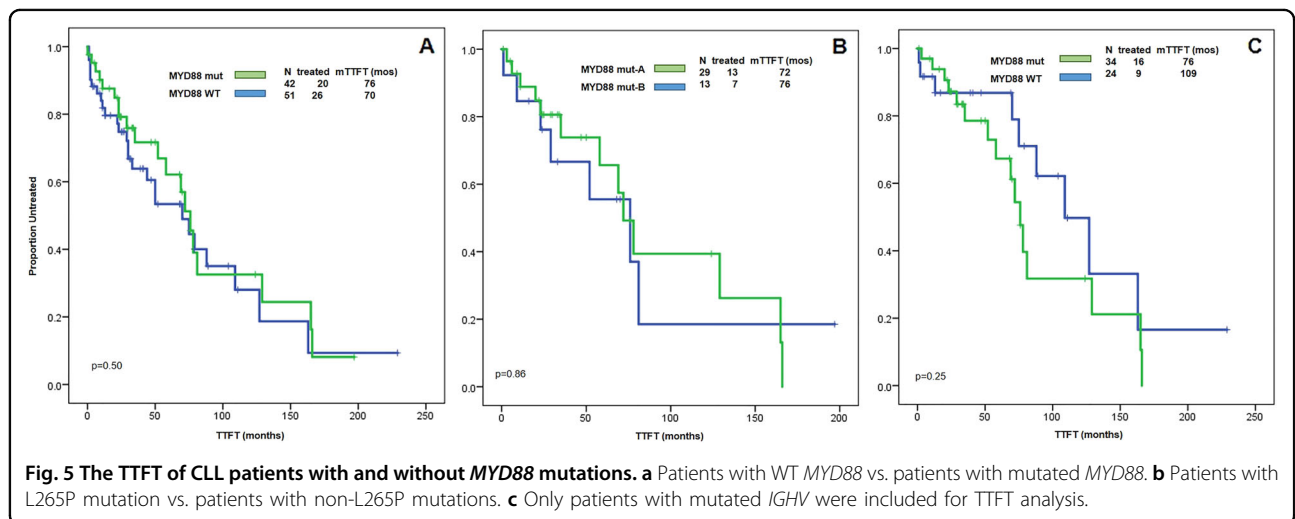 A
N treated mTTFT (mos)
MYD88 mut 42 20 76
MYD88 WT 51 26 70
1.0
0.8
0.6
0.4
0.2
0.0
Proportion Untreated
p=0.50
0 50 100 150 200 250
TTFT (months)
B
N treated mTTFT (mos)
MYD88 mut-A 29 13 72
MYD88 mut-B 13 7 76
1.0
0.8
0.6
0.4
0.2
0.0
p=0.86
0 50 100 150 200
TTFT (months)
C
N treated mTTFT (mos)
MYD88 mut 34 16 76
MYD88 WT 24 9 109
1.0
0.8
0.6
0.4
0.2
0.0
p=0.25
0 50 100 150 200 250
TTFT (months)
Fig. 5 The TTFT of CLL patients with and without MYD88 mutations. a Patients with WT MYD88 vs. patients with mutated MYD88. b Patients with
L265P mutation vs. patients with non-L265P mutations. c Only patients with mutated IGHV were included for TTFT analysis.